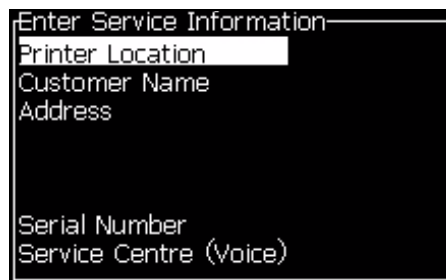 Enter Service Information
Printer Location
Customer Name
Address
Serial Number
Service Centre (Voice)